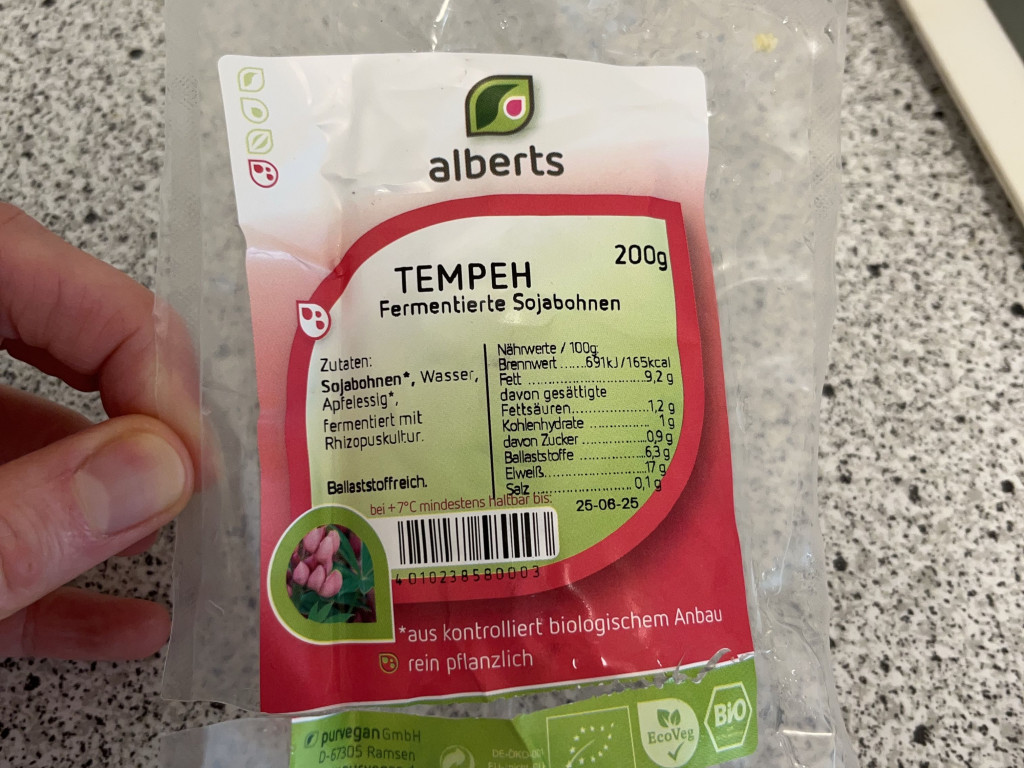 alberts
200g
TEMPEH
Fermentierte Sojabohnen
Zutaten:
Sojabohnen*, Wasser,
Apfelessig*,
fermentiert mit
Rhizopuskultur.
Ballaststoffreich.
Nährwerte / 100g:
Brennwert ......691kJ/165kcal
Fett ..............................9,2 g
davon gesättigte
Fettsäuren....................1,2 g
Kohlenhydrate ............... 1 g
davon Zucker ................0,9 g
Ballaststoffe .................6,3 g
Eiweiß...........................17 g
Salz ............................0,1 g
bei +7°C mindestens haltbar bis:
25-06-25
4010238580003
*aus kontrolliert biologischem Anbau
rein pflanzlich
purvegan GmbH
D-67305 Ramsen
DE-ÖKO-001
EcoVeg
BiO